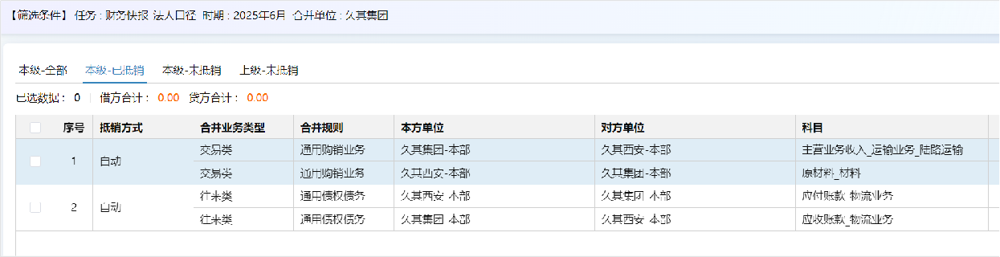 【筛选条件】 任务 : 财务快报-法人口径 时期 : 2025年6月 合并单位 : 久其集团
本级-全部 本级-已抵销 本级-未抵销 上级-未抵销
已选数据： 0 借方合计： 0.00 贷方合计： 0.00
序号 抵销方式 合并业务类型 合并规则 本方单位 对方单位 科目
1 自动 交易类 通用购销业务 久其集团-本部 久其西安-本部 主营业务收入_运输业务_陆路运输
交易类 通用购销业务 久其西安-本部 久其集团-本部 原材料_材料
2 自动 往来类 通用债权债务 久其西安-本部 久其集团-本部 应付账款_物流业务
往来类 通用债权债务 久其集团-本部 久其西安-本部 应收账款_物流业务